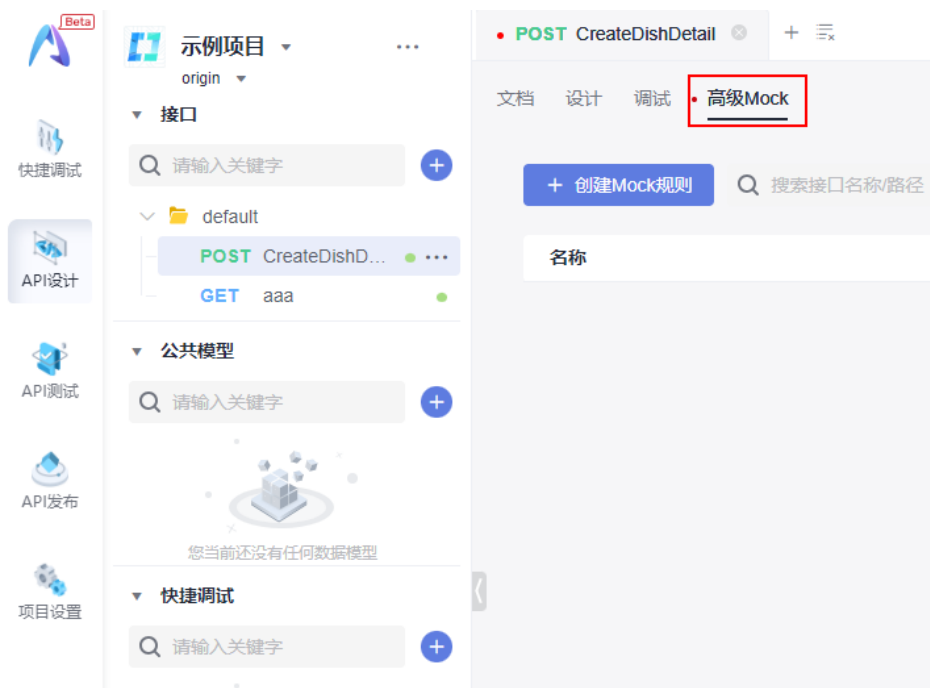 Beta
快捷调试
API设计
API测试
API发布
项目设置
示例项目
origin
接口
请输入关键字
default
POST CreateDishD...
GET aaa
公共模型
请输入关键字
您当前还没有任何数据模型
快捷调试
请输入关键字
POST CreateDishDetail
文档 设计 调试 高级Mock
+ 创建Mock规则 搜索接口名称/路径
名称